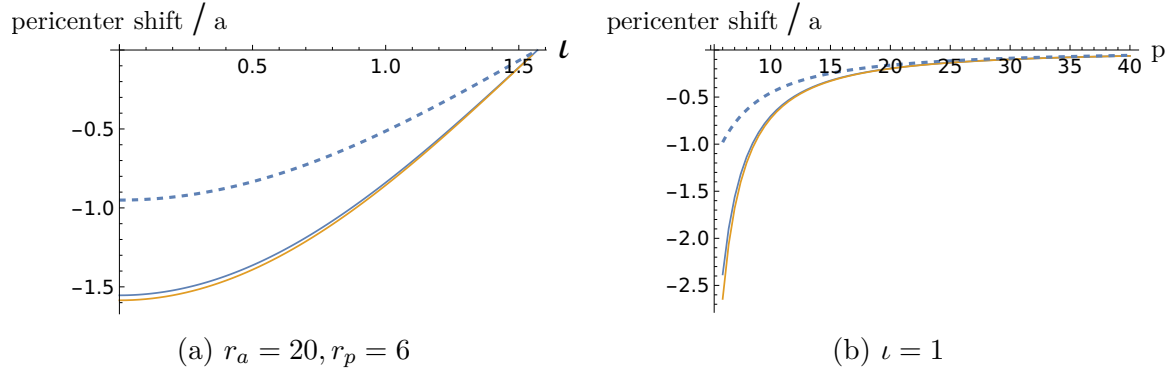 pericenter shift / a
ι
0.5 1.0 1.5
−0.5
−1.0
−1.5
(a) r_a = 20, r_p = 6
pericenter shift / a
p
10 15 20 25 30 35 40
−0.5
−1.0
−1.5
−2.0
−2.5
(b) ι = 1